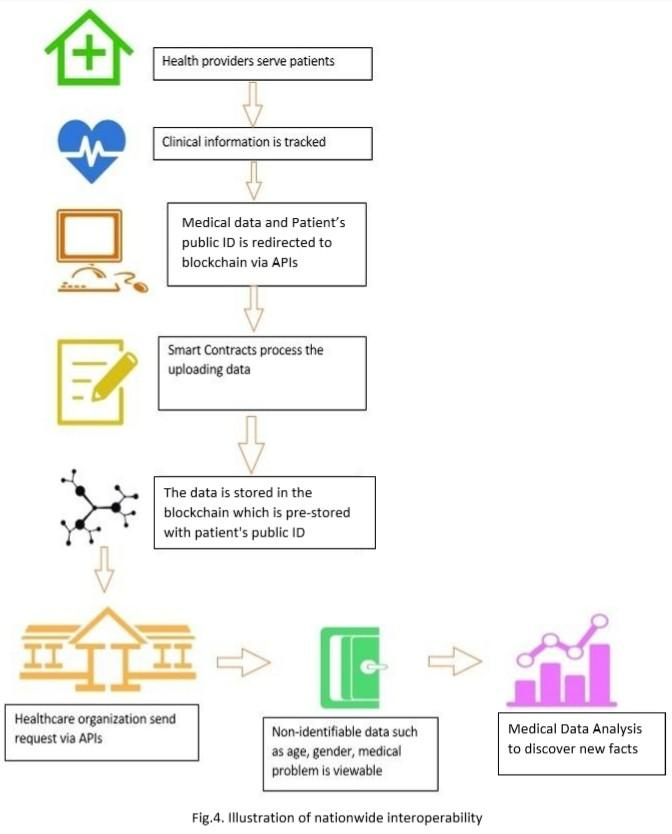 Health providers serve patients
Clinical information is tracked
Medical data and Patient’s
public ID is redirected to
blockchain via APIs
Smart Contracts process the
uploading data
The data is stored in the
blockchain which is pre-stored
with patient's public ID
Healthcare organization send
request via APIs
Non-identifiable data such
as age, gender, medical
problem is viewable
Medical Data Analysis
to discover new facts
Fig.4. Illustration of nationwide interoperability